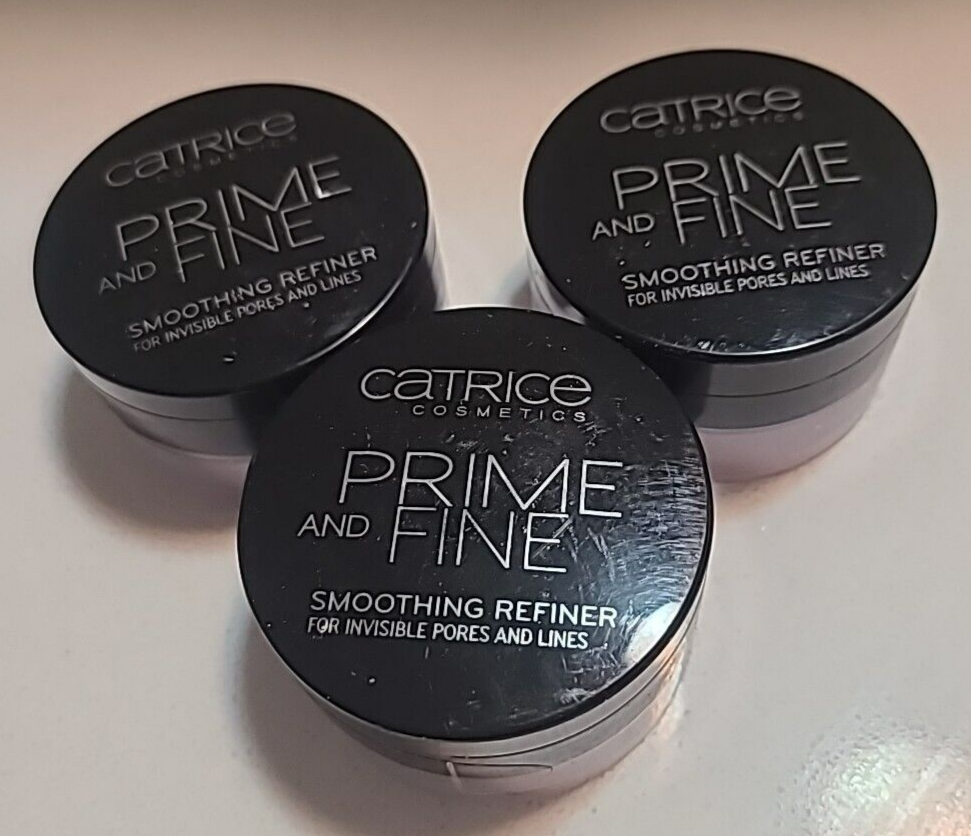 CATRICE
COSMETICS
PRIME
AND FINE
SMOOTHING REFINER
FOR INVISIBLE PORES AND LINES
CATRICE
COSMETICS
PRIME
AND FINE
SMOOTHING REFINER
FOR INVISIBLE PORES AND LINES
CATRICE
COSMETICS
PRIME
AND FINE
SMOOTHING REFINER
FOR INVISIBLE PORES AND LINES